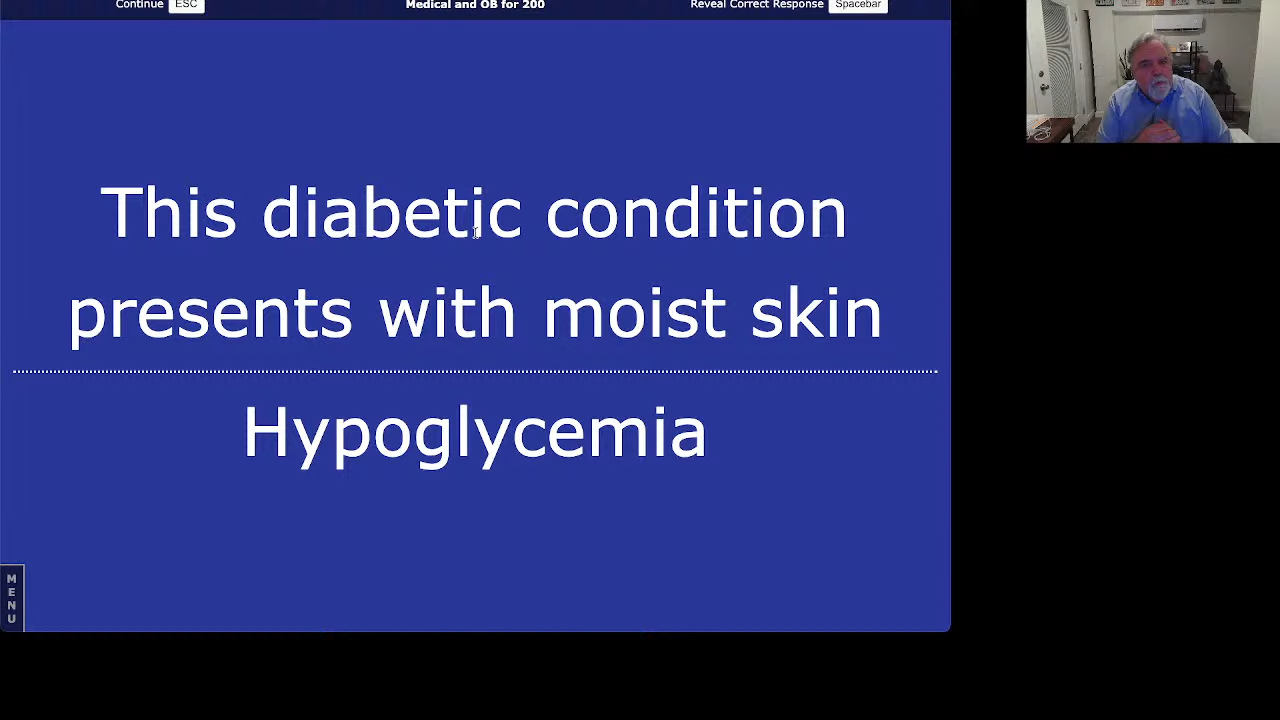 Continue ESC Medical and OB for 200 Reveal Correct Response Spacebar
This diabetic condition
presents with moist skin
Hypoglycemia
MENU